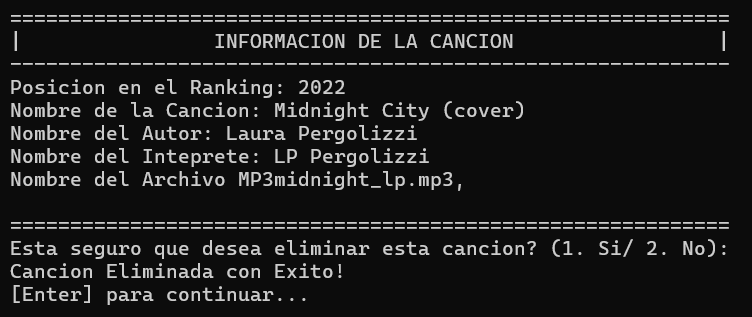 ============================================================
|                INFORMACION DE LA CANCION                 |
------------------------------------------------------------
Posicion en el Ranking: 2022
Nombre de la Cancion: Midnight City (cover)
Nombre del Autor: Laura Pergolizzi
Nombre del Inteprete: LP Pergolizzi
Nombre del Archivo MP3midnight_lp.mp3,

============================================================
Esta seguro que desea eliminar esta cancion? (1. Si/ 2. No):
Cancion Eliminada con Exito!
[Enter] para continuar...